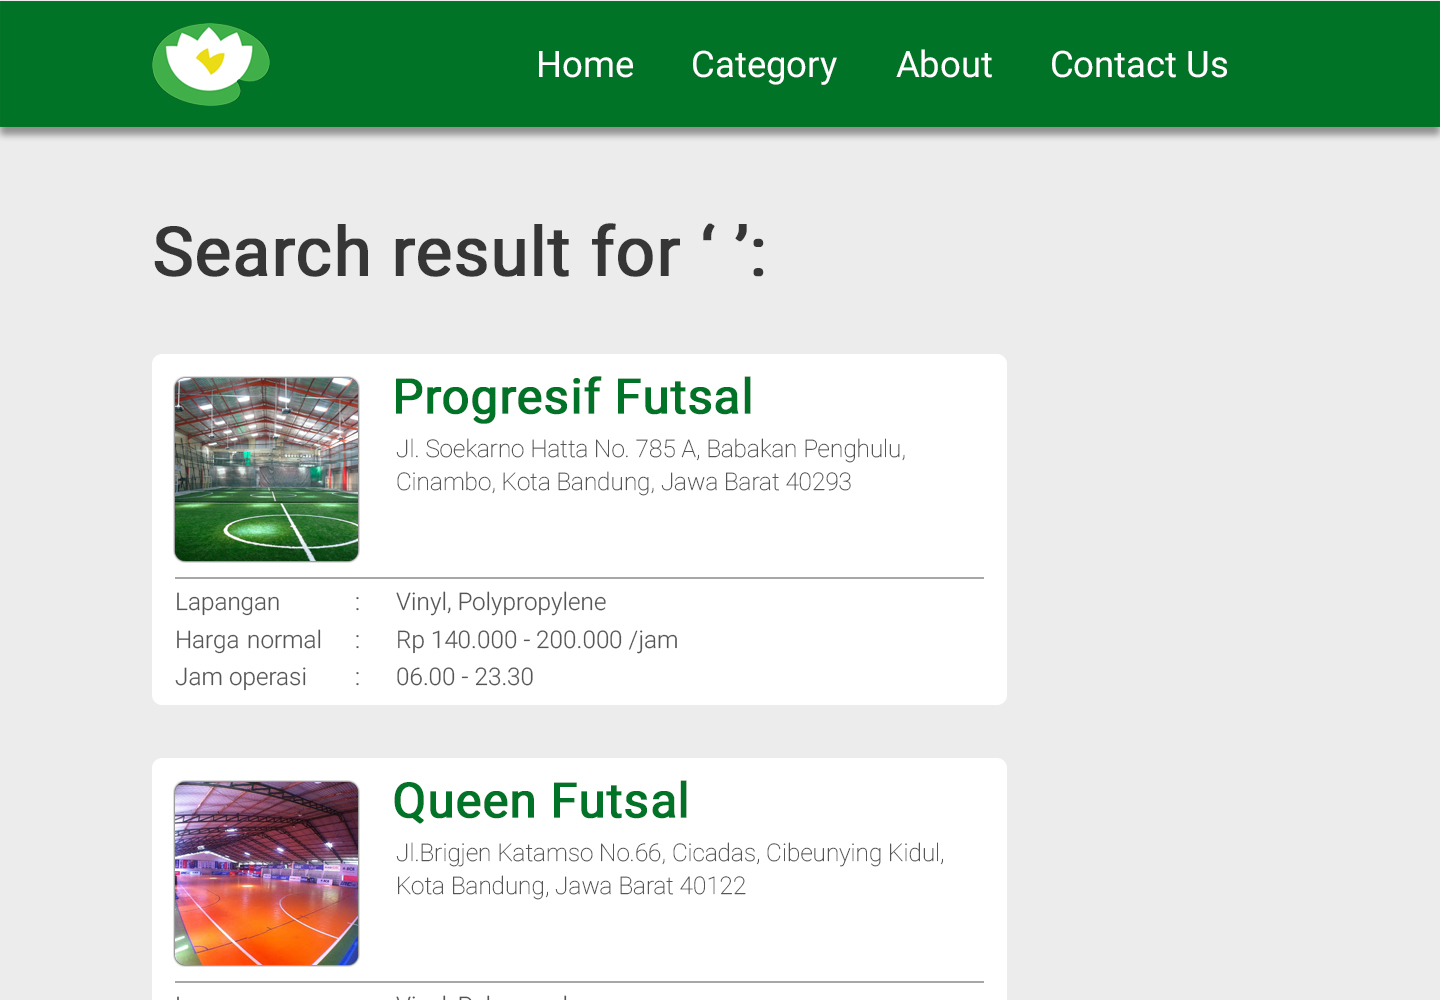 Home Category About Contact Us
Search result for ‘ ’:
Progresif Futsal
Jl. Soekarno Hatta No. 785 A, Babakan Penghulu,
Cinambo, Kota Bandung, Jawa Barat 40293
Lapangan : Vinyl, Polypropylene
Harga normal : Rp 140.000 - 200.000 /jam
Jam operasi : 06.00 - 23.30
Queen Futsal
Jl.Brigjen Katamso No.66, Cicadas, Cibeunying Kidul,
Kota Bandung, Jawa Barat 40122